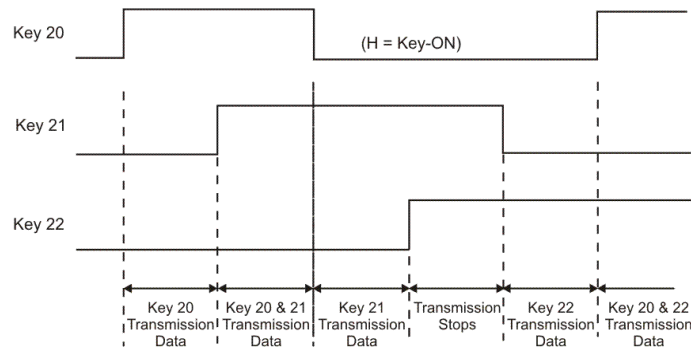 Key 20
(H = Key-ON)
Key 21
Key 22
Key 20
Transmission
Data
Key 20 & 21
Transmission
Data
Key 21
Transmission
Data
Transmission
Stops
Key 22
Transmission
Data
Key 20 & 22
Transmission
Data